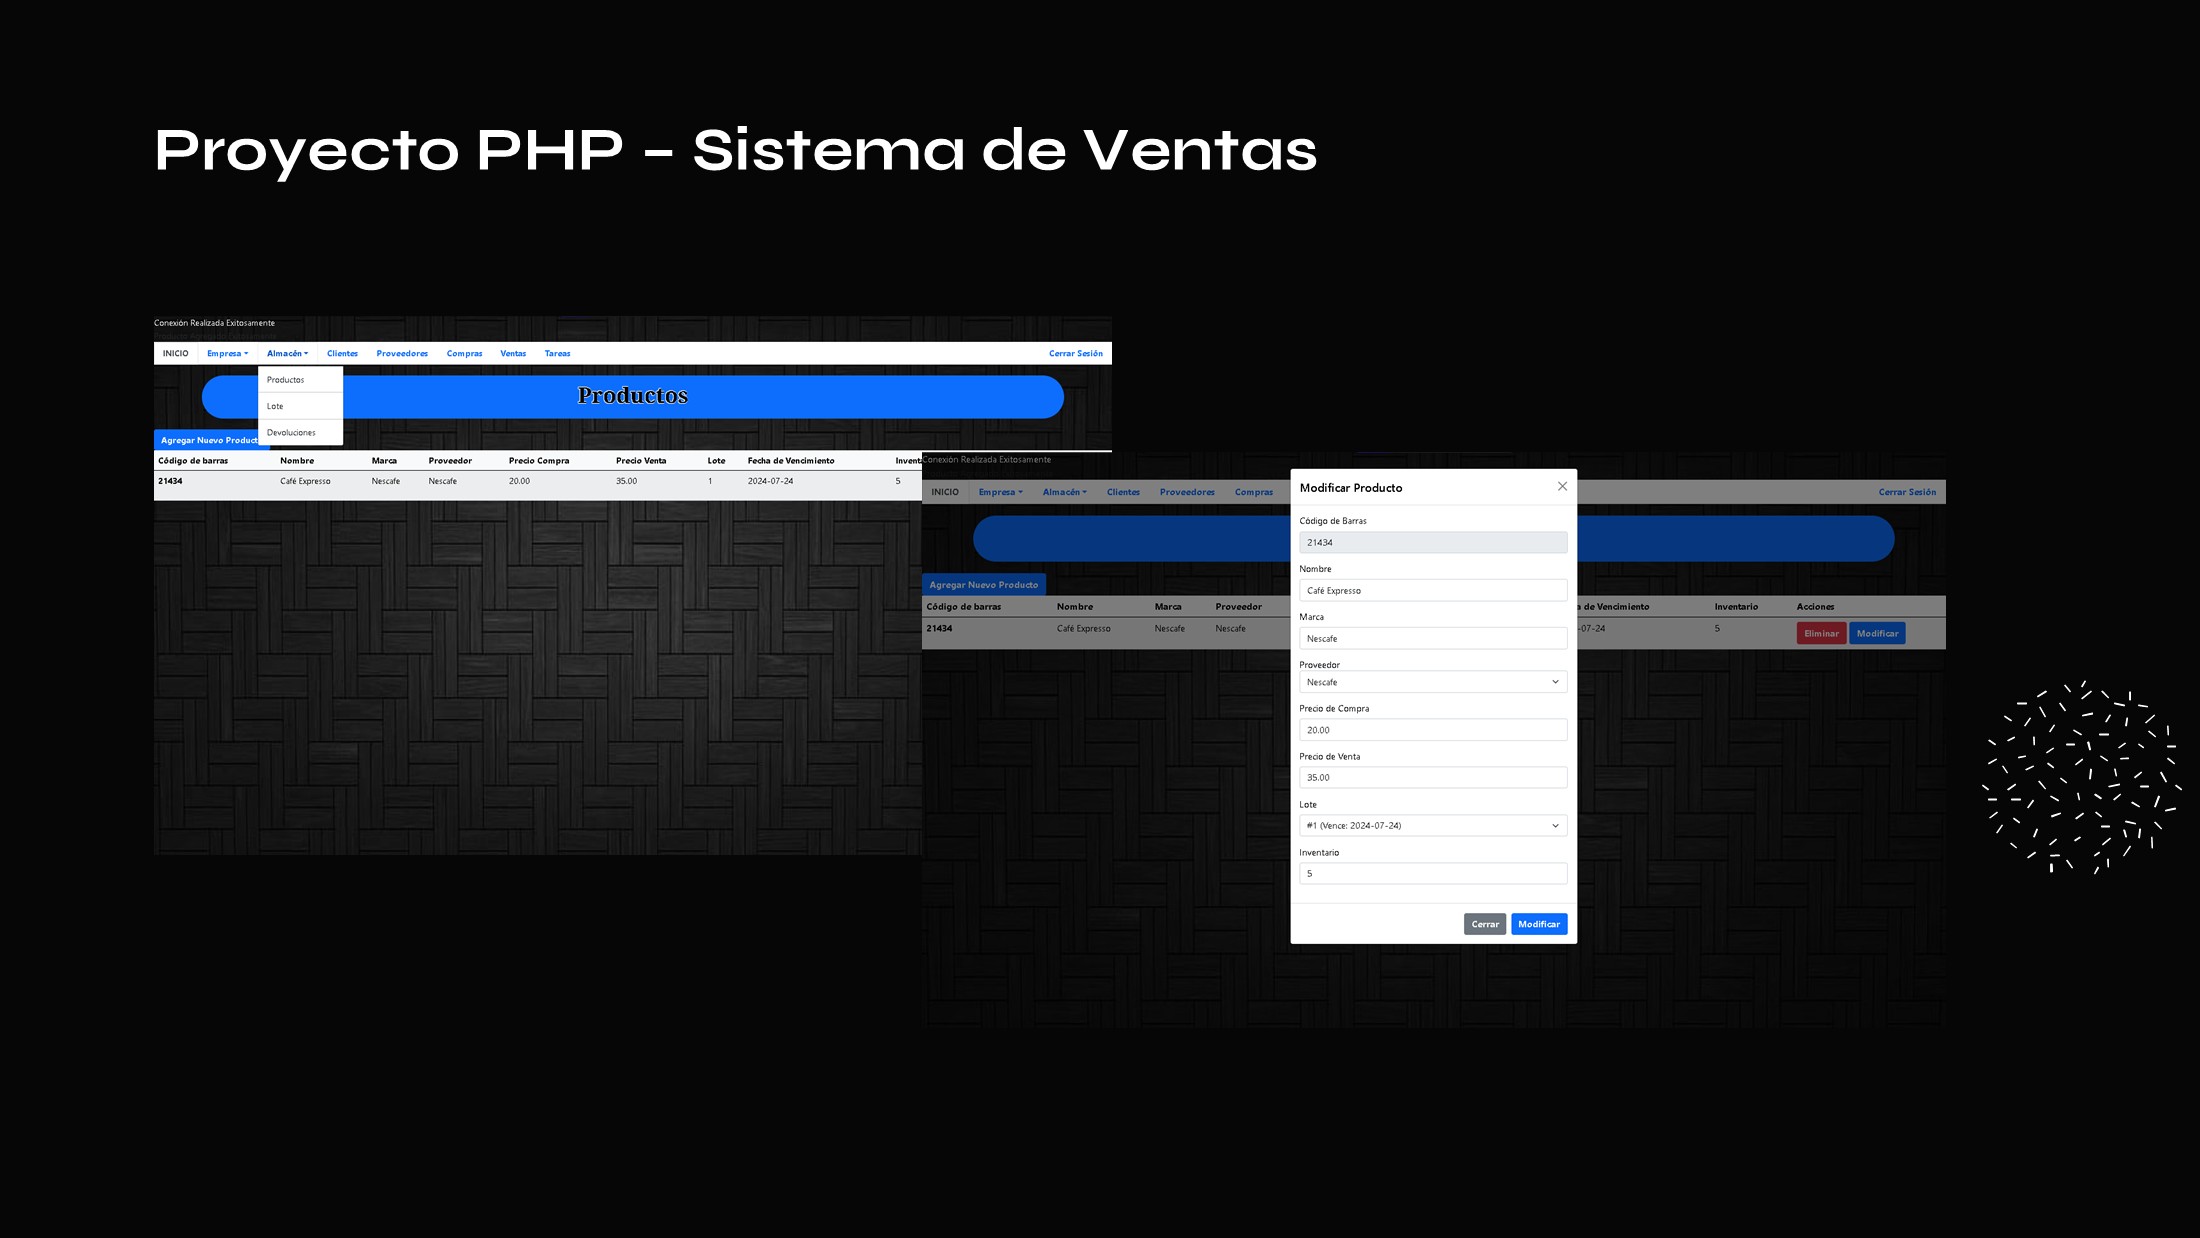 Proyecto PHP – Sistema de Ventas
Conexión Realizada Exitosamente
INICIO Empresa Almacén Clientes Proveedores Compras Ventas Tareas Cerrar Sesión
Productos
Lote
Devoluciones
Productos
Agregar Nuevo Product
Código de barras Nombre Marca Proveedor Precio Compra Precio Venta Lote Fecha de Vencimiento Invent
21434 Café Expresso Nescafe Nescafe 20.00 35.00 1 2024-07-24 5
Conexión Realizada Exitosamente
INICIO Empresa Almacén Clientes Proveedores Compras Cerrar Sesión
Agregar Nuevo Producto
Código de barras Nombre Marca Proveedor a de Vencimiento Inventario Acciones
21434 Café Expresso Nescafe Nescafe -07-24 5 Eliminar Modificar
Modificar Producto
Código de Barras
21434
Nombre
Café Expresso
Marca
Nescafe
Proveedor
Nescafe
Precio de Compra
20.00
Precio de Venta
35.00
Lote
#1 (Vence: 2024-07-24)
Inventario
5
Cerrar Modificar